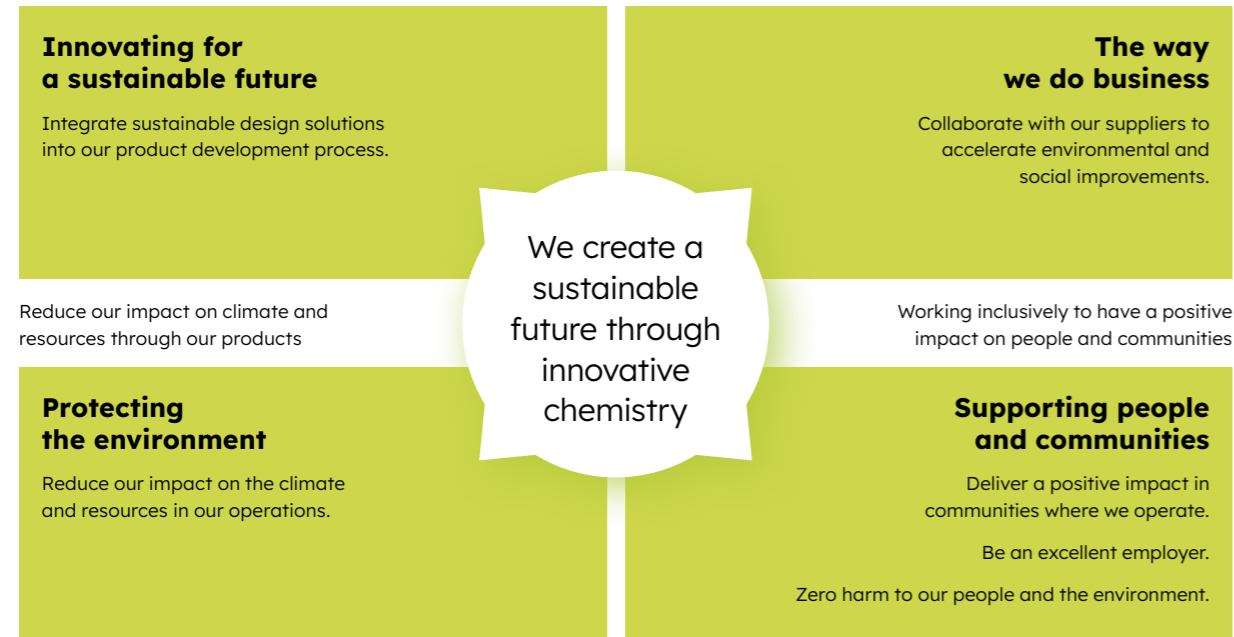 Innovating for
a sustainable future
Integrate sustainable design solutions
into our product development process.
The way
we do business
Collaborate with our suppliers to
accelerate environmental and
social improvements.
We create a
sustainable
future through
innovative
chemistry
Reduce our impact on climate and
resources through our products
Working inclusively to have a positive
impact on people and communities
Protecting
the environment
Reduce our impact on the climate
and resources in our operations.
Supporting people
and communities
Deliver a positive impact in
communities where we operate.
Be an excellent employer.
Zero harm to our people and the environment.